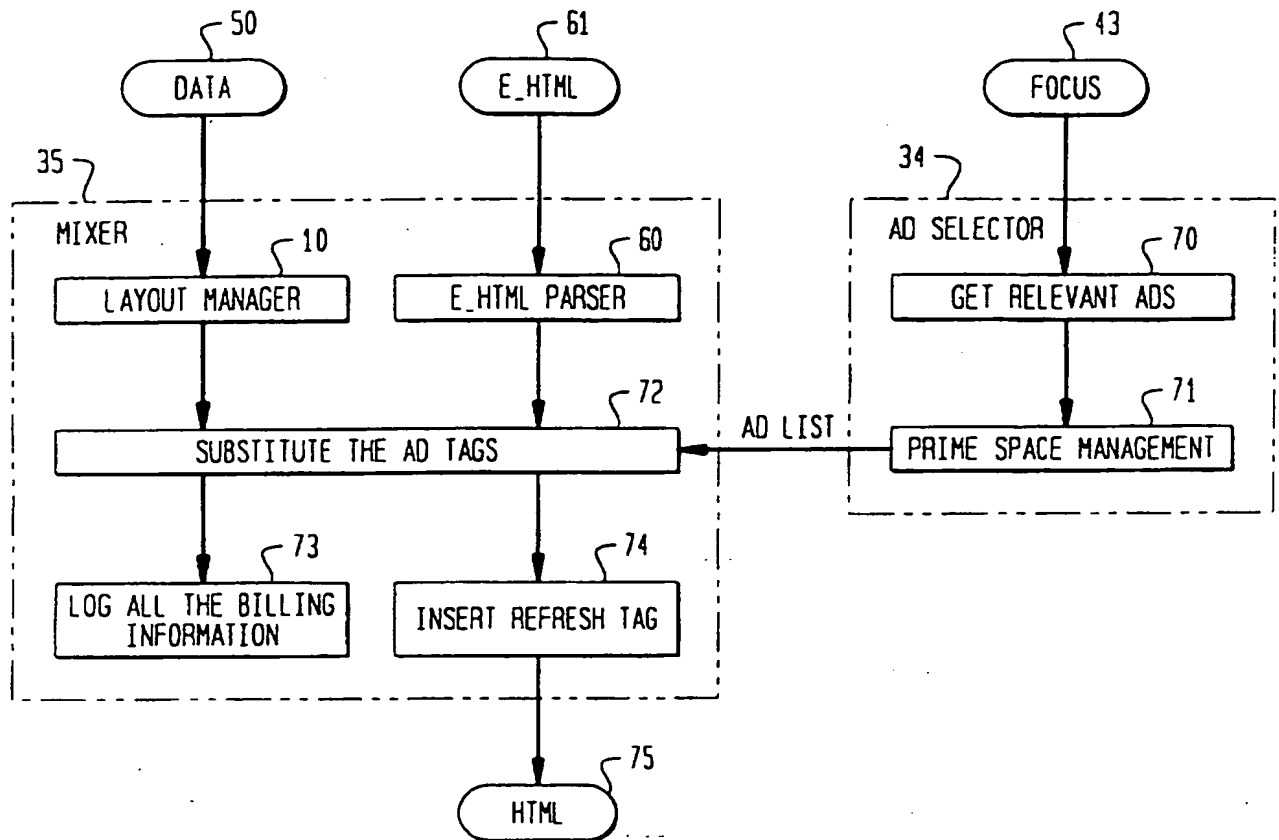 50
61
43
DATA
E_HTML
FOCUS
35
34
MIXER
AD SELECTOR
10
60
70
LAYOUT MANAGER
E_HTML PARSER
GET RELEVANT ADS
72
71
AD LIST
SUBSTITUTE THE AD TAGS
PRIME SPACE MANAGEMENT
73
74
LOG ALL THE BILLING
INFORMATION
INSERT REFRESH TAG
75
HTML